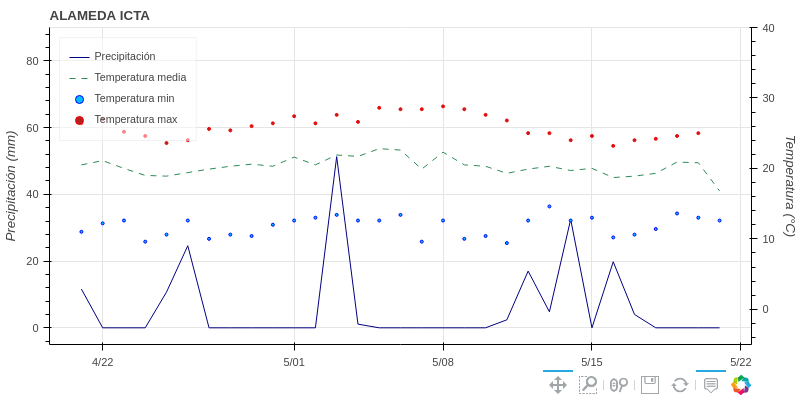 ALAMEDA ICTA
Precipitación
Temperatura media
Temperatura min
Temperatura max
Precipitación (mm)
80
60
40
20
0
Temperatura (°C)
40
30
20
10
0
4/22
5/01
5/08
5/15
5/22